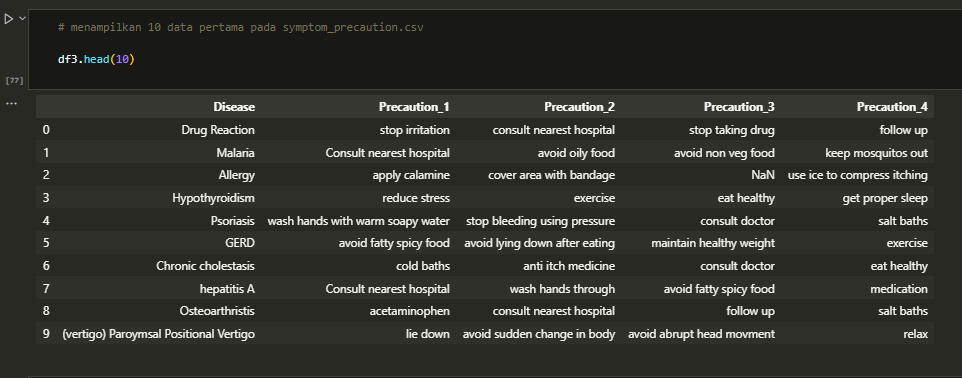 # menampilkan 10 data pertama pada symptom_precaution.csv
df3.head(10)
[77]
...
Disease Precaution_1 Precaution_2 Precaution_3 Precaution_4
0 Drug Reaction stop irritation consult nearest hospital stop taking drug follow up
1 Malaria Consult nearest hospital avoid oily food avoid non veg food keep mosquitos out
2 Allergy apply calamine cover area with bandage NaN use ice to compress itching
3 Hypothyroidism reduce stress exercise eat healthy get proper sleep
4 Psoriasis wash hands with warm soapy water stop bleeding using pressure consult doctor salt baths
5 GERD avoid fatty spicy food avoid lying down after eating maintain healthy weight exercise
6 Chronic cholestasis cold baths anti itch medicine consult doctor eat healthy
7 hepatitis A Consult nearest hospital wash hands through avoid fatty spicy food medication
8 Osteoarthristis acetaminophen consult nearest hospital follow up salt baths
9 (vertigo) Paroymsal Positional Vertigo lie down avoid sudden change in body avoid abrupt head movment relax